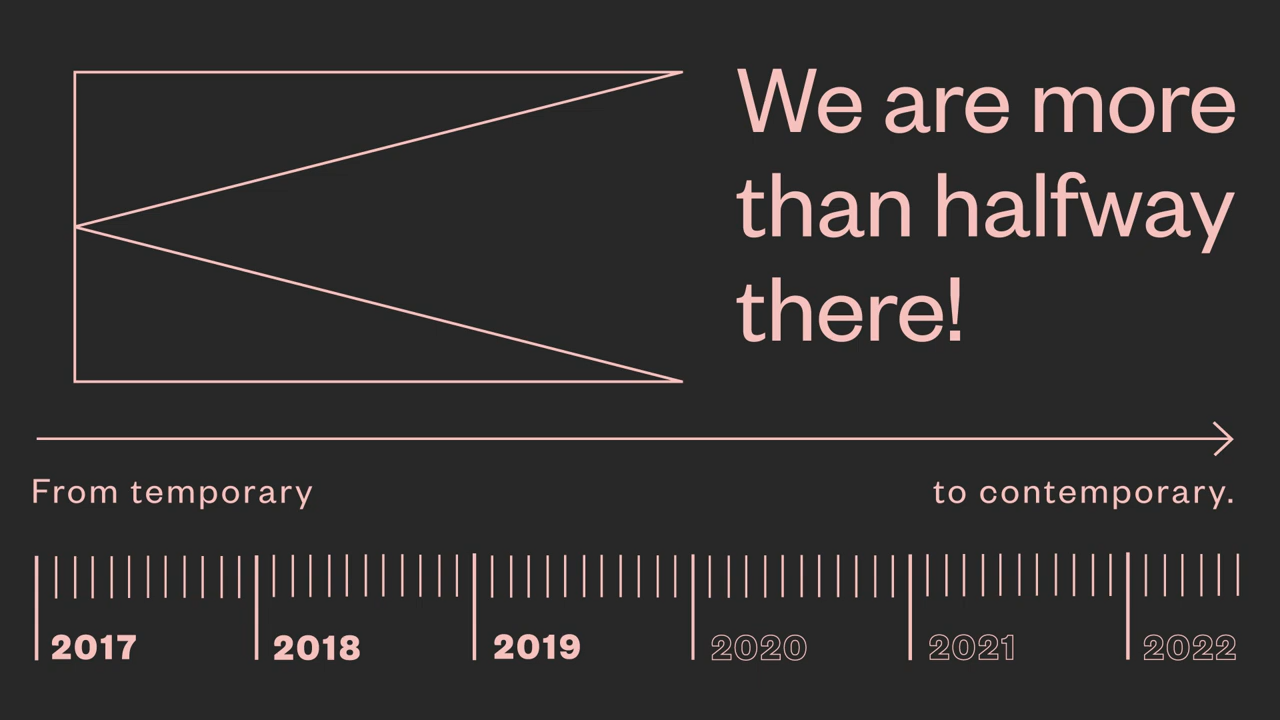 We are more
than halfway
there!
From temporary
to contemporary.
2017
2018
2019
2020
2021
2022